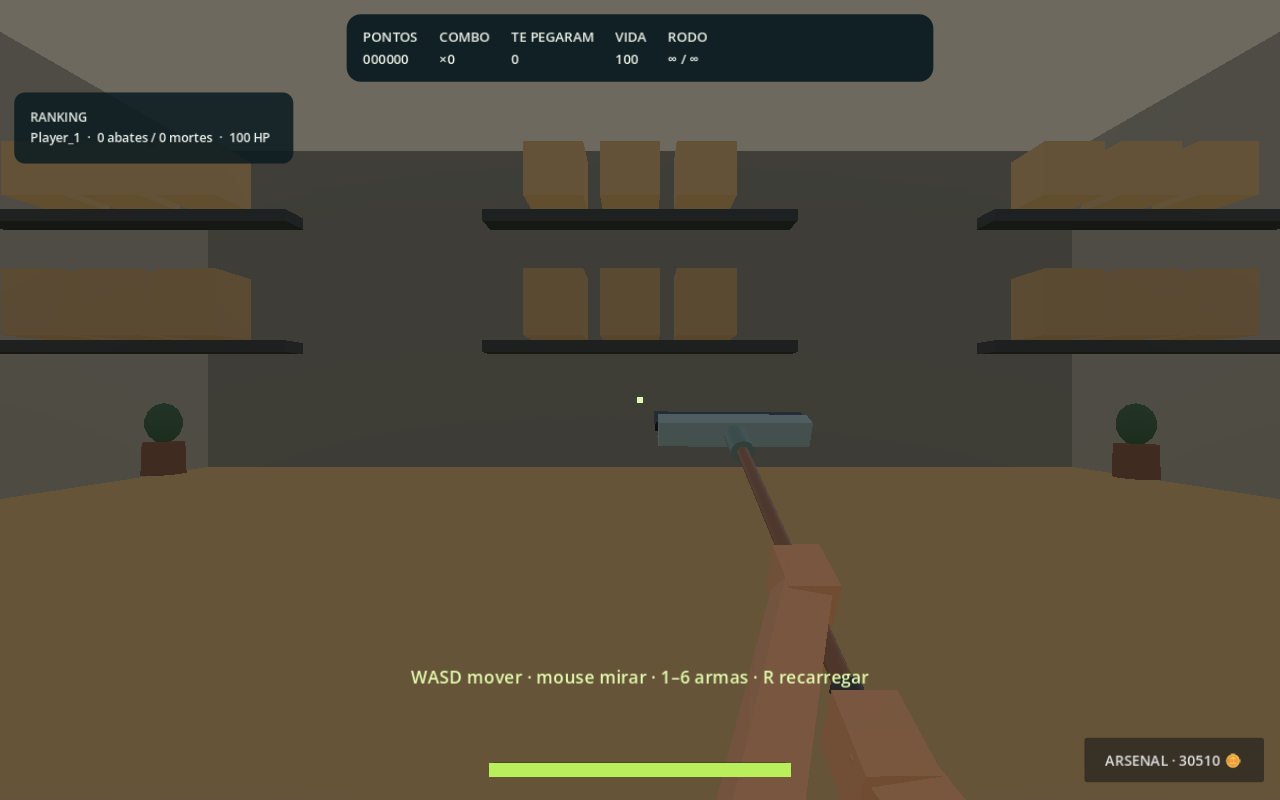 PONTOS COMBO TE PEGARAM VIDA RODO
000000 ×0 0 100 ∞ / ∞
RANKING
Player_1 · 0 abates / 0 mortes · 100 HP
WASD mover · mouse mirar · 1–6 armas · R recarregar
ARSENAL · 30510